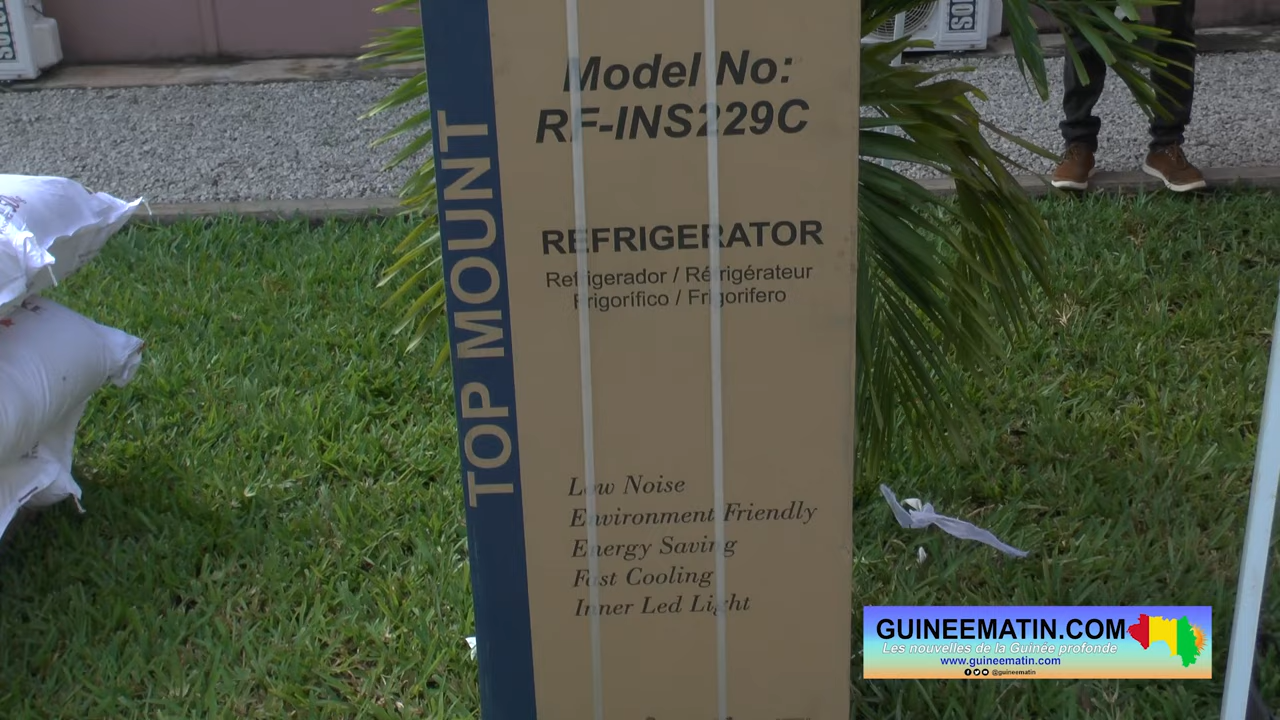 Model No:
RF-INS229C
TOP MOUNT
REFRIGERATOR
Refrigerador / Réfrigérateur
Frigorífico / Frigorifero
Low Noise
Environment Friendly
Energy Saving
Fast Cooling
Inner Led Light
GUINEEMATIN.COM
Les nouvelles de la Guinée profonde
www.guineematin.com
@guineematin